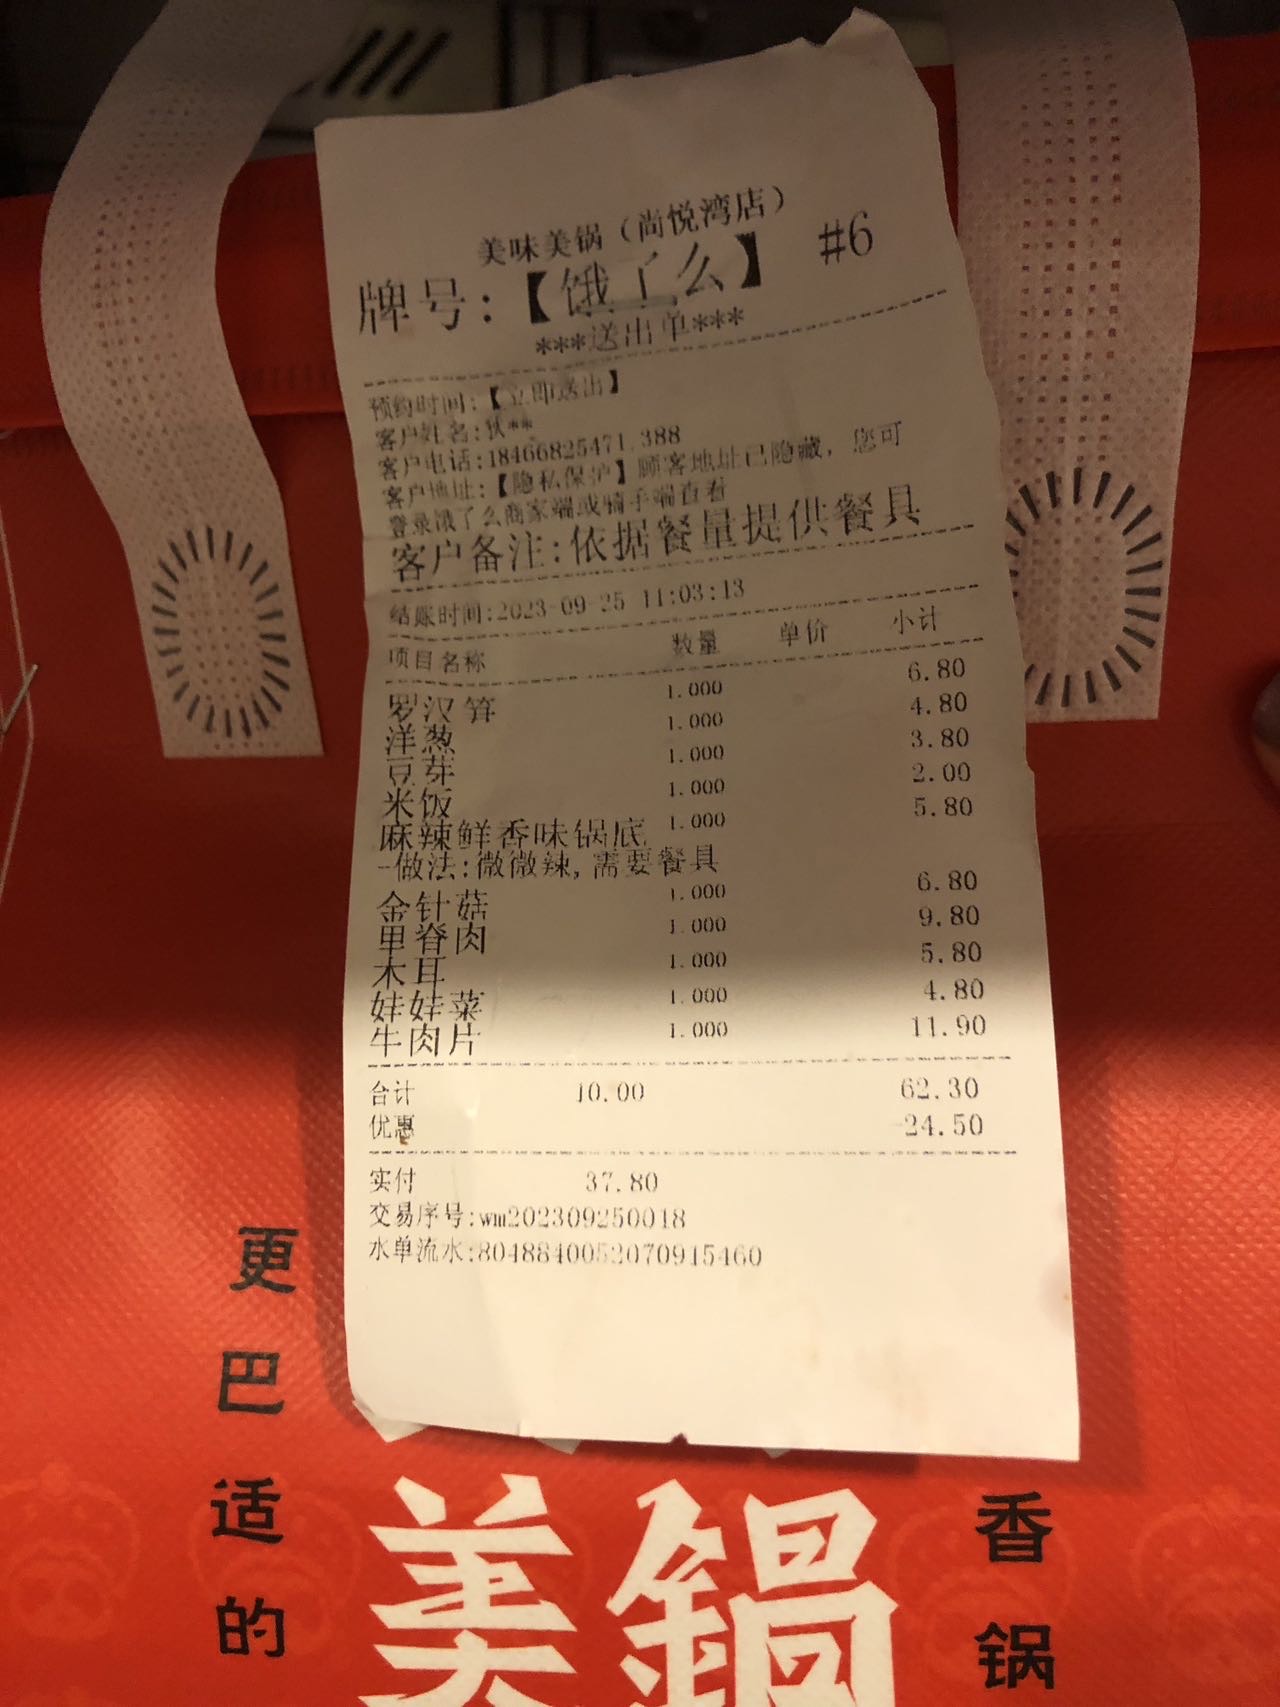 美味美锅（尚悦湾店）
牌号:【饿了么】 #6
***送出单***
预约时间:【立即送出】
客户姓名:狄**
客户电话:18466825471,388
客户地址:【隐私保护】顾客地址已隐藏，您可
登录饿了么商家端或骑手端查看
客户备注:依据餐量提供餐具
结账时间:2023-09-25 11:03:13
项目名称 数量 单价 小计
罗汉笋 1.000 6.80
洋葱 1.000 4.80
豆芽 1.000 3.80
米饭 1.000 2.00
麻辣鲜香味锅底 1.000 5.80
-做法:微微辣,需要餐具
金针菇 1.000 6.80
里脊肉 1.000 9.80
木耳 1.000 5.80
娃娃菜 1.000 4.80
牛肉片 1.000 11.90
合计 10.00 62.30
优惠 -24.50
实付 37.80
交易序号:wm202309250018
水单流水:8048840052070915460
更巴适的
美鍋
香锅